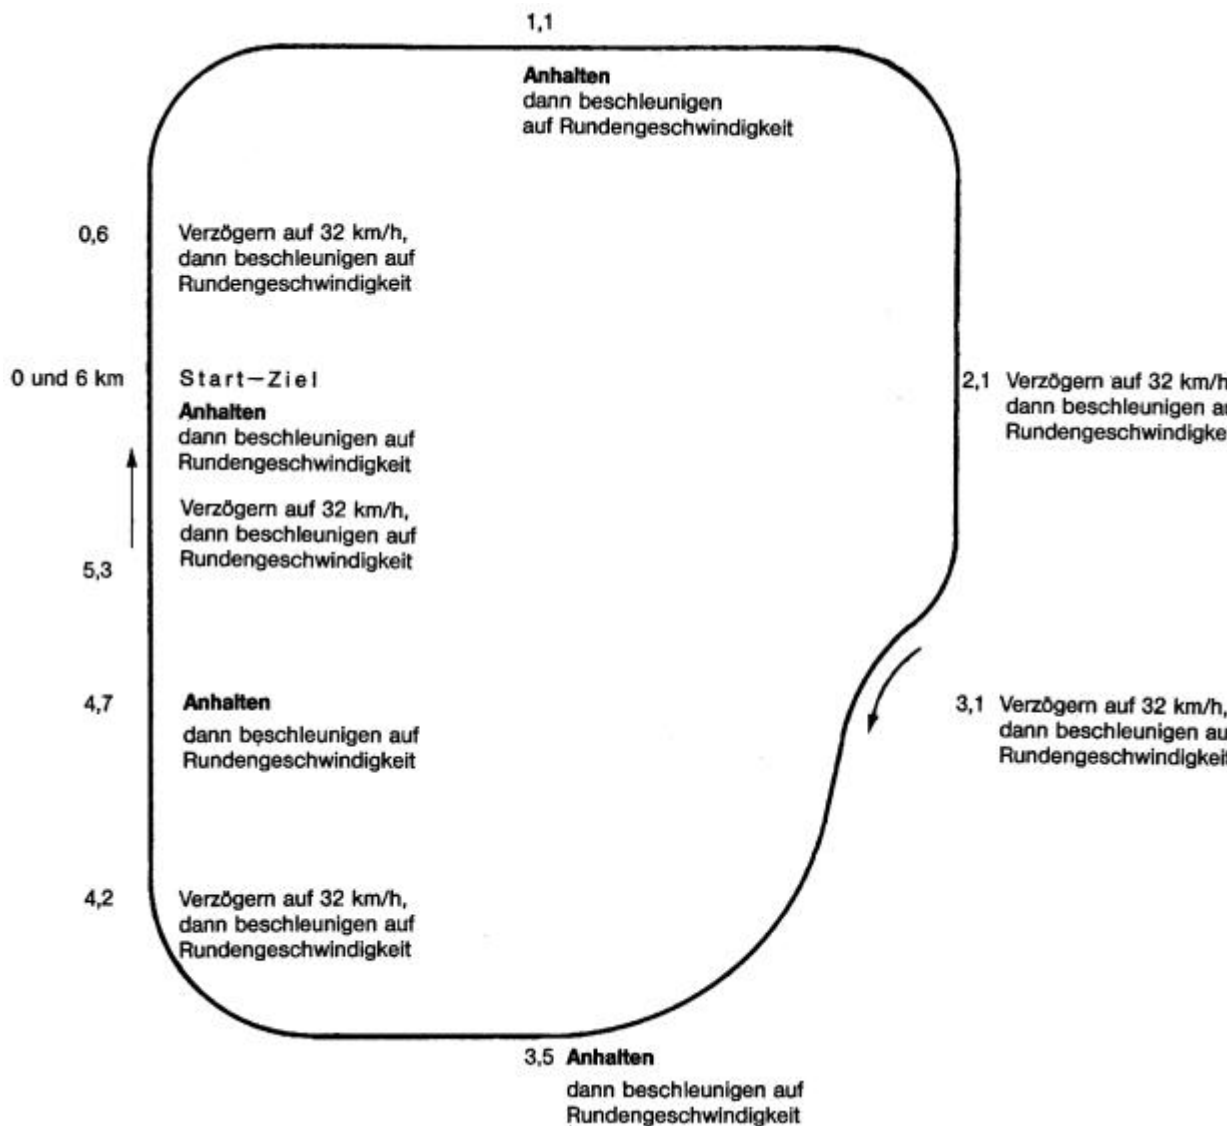 1,1
Anhalten
dann beschleunigen
auf Rundengeschwindigkeit
0,6
Verzögern auf 32 km/h,
dann beschleunigen auf
Rundengeschwindigkeit
0 und 6 km
Start–Ziel
Anhalten
dann beschleunigen auf
Rundengeschwindigkeit
2,1 Verzögern auf 32 km/h
dann beschleunigen au
Rundengeschwindigke
Verzögern auf 32 km/h,
dann beschleunigen auf
Rundengeschwindigkeit
5,3
4,7
Anhalten
dann beschleunigen auf
Rundengeschwindigkeit
3,1 Verzögern auf 32 km/h,
dann beschleunigen au
Rundengeschwindigkeit
4,2
Verzögern auf 32 km/h,
dann beschleunigen auf
Rundengeschwindigkeit
3,5 Anhalten
dann beschleunigen auf
Rundengeschwindigkeit